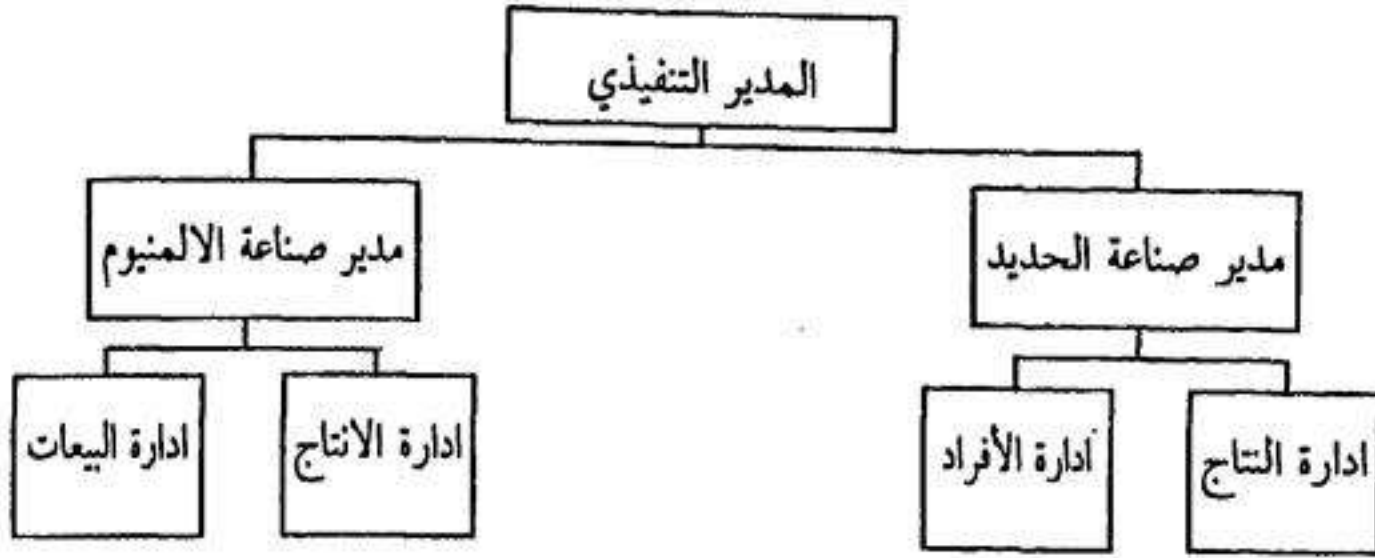 المدير التنفيذي
مدير صناعة الحديد
مدير صناعة الالمنيوم
ادارة النتاج
ادارة الأفراد
ادارة الانتاج
ادارة البيعات